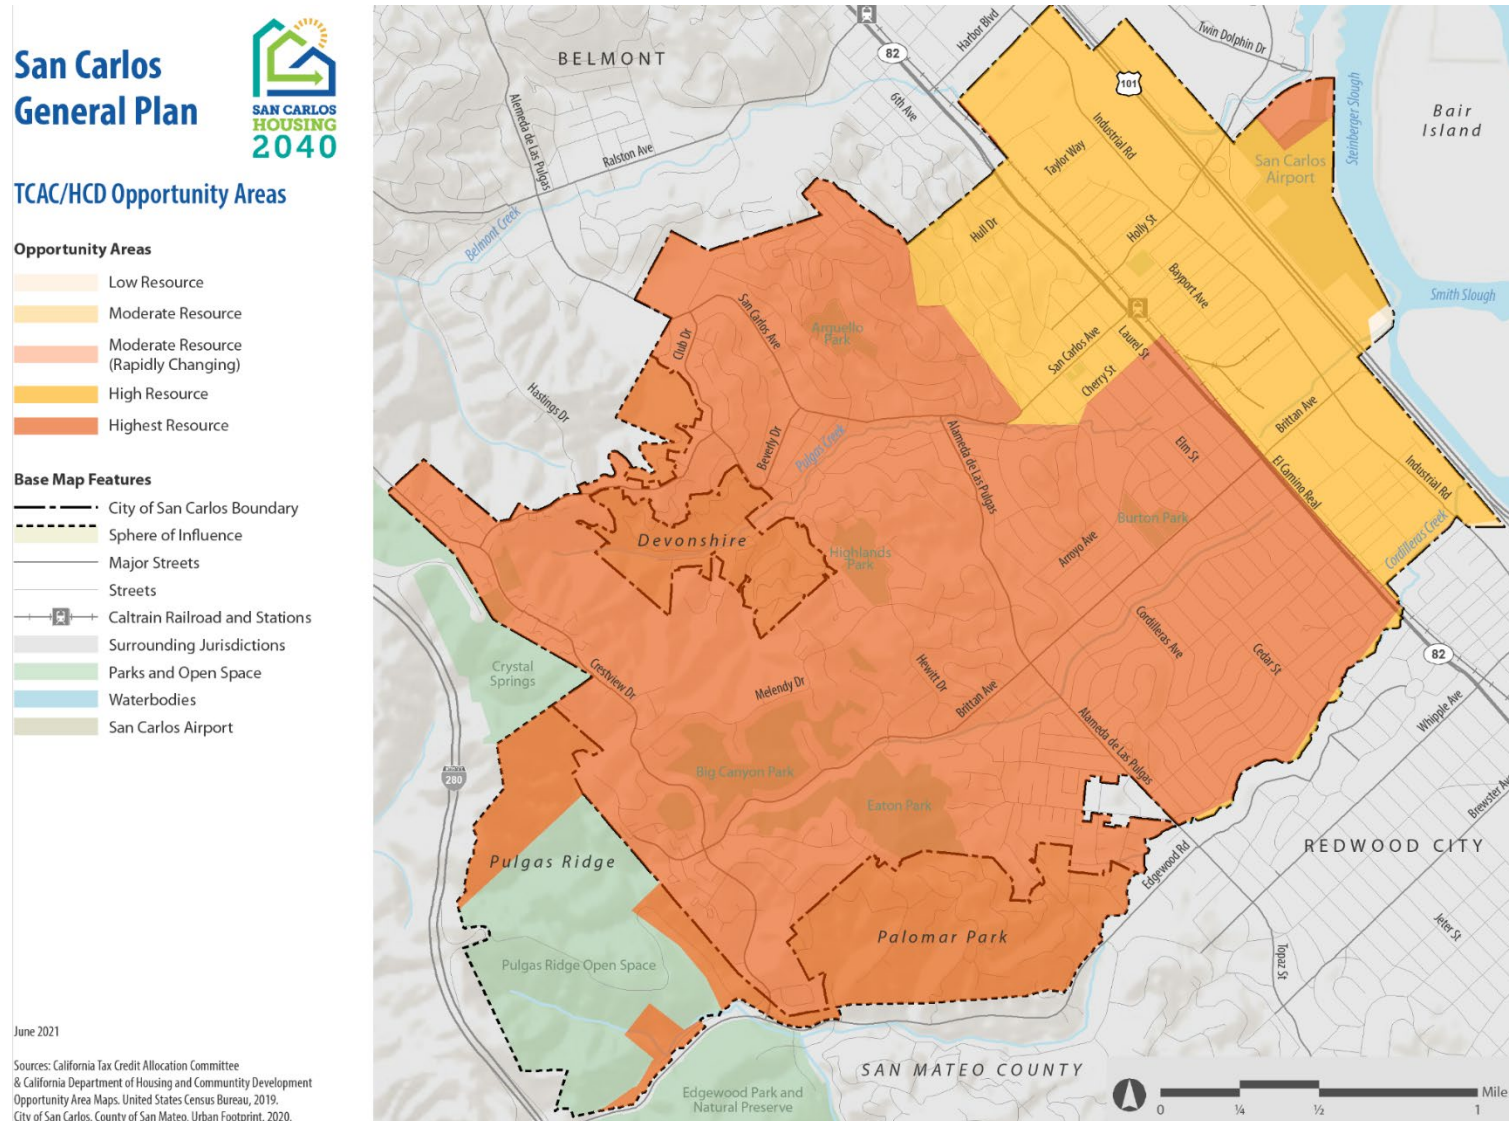 San Carlos
General Plan
SAN CARLOS
HOUSING
2040
TCAC/HCD Opportunity Areas
Opportunity Areas
Low Resource
Moderate Resource
Moderate Resource
(Rapidly Changing)
High Resource
Highest Resource
Base Map Features
City of San Carlos Boundary
Sphere of Influence
Major Streets
Streets
Caltrain Railroad and Stations
Surrounding Jurisdictions
Parks and Open Space
Waterbodies
San Carlos Airport
June 2021
Sources: California Tax Credit Allocation Committee
& California Department of Housing and Communtity Development
Opportunity Area Maps. United States Census Bureau, 2019.
City of San Carlos. County of San Mateo. Urban Footprint, 2020.
BELMONT
82
Harbor Blvd
Twin Dolphin Dr
101
Bair
Island
Steinberger Slough
Alameda de Las Pulgas
6th Ave
Ralston Ave
Industrial Rd
Taylor Way
San Carlos
Airport
Belmont Creek
Hull Dr
Holly St
Bayport Ave
Smith Slough
San Carlos Ave
Club Dr
Arguello
Park
San Carlos Ave
Laurel St
Cherry St
Hastings Dr
Beverly Dr
Pulgas Creek
Alameda de Las Pulgas
Brittan Ave
Elm St
El Camino Real
Industrial Rd
Devonshire
Highlands
Park
Burton Park
Arroyo Ave
Cordilleras Creek
Crystal
Springs
Crestview Dr
Melendy Dr
Hewitt Dr
Brittan Ave
Cordilleras Ave
Cedar St
82
Whipple Ave
Alameda de Las Pulgas
280
Big Canyon Park
Eaton Park
Brewster Av
Pulgas Ridge
REDWOOD CITY
Edgewood Rd
Palomar Park
Jeter St
Topaz St
Pulgas Ridge Open Space
SAN MATEO COUNTY
Edgewood Park and
Natural Preserve
0 1/4 1/2 1 Mile